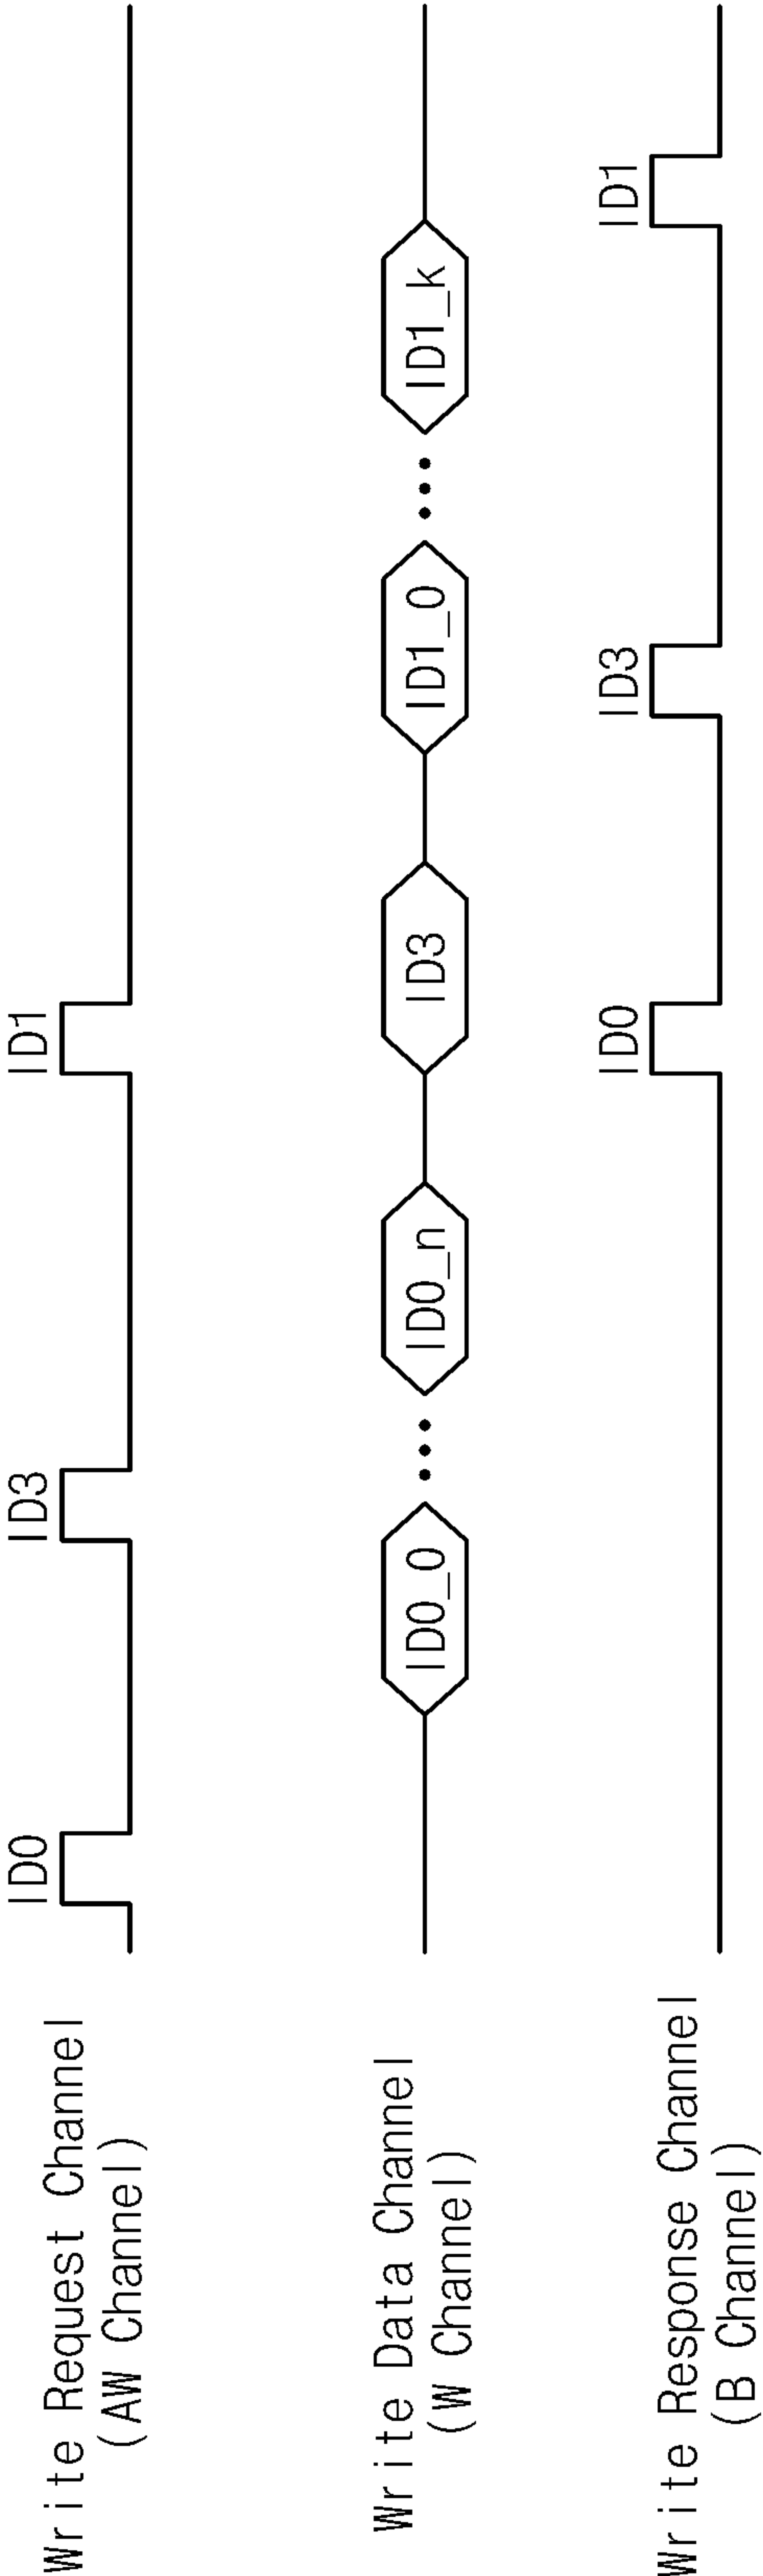 Write Request Channel
(AW Channel)
ID0
ID3
ID1
Write Data Channel
(W Channel)
ID0_0
ID0_n
ID3
ID1_0
ID1_k
Write Response Channel
(B Channel)
ID0
ID3
ID1